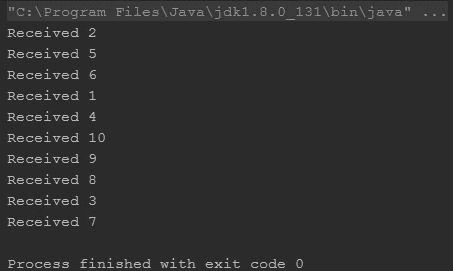 "C:\Program Files\Java\jdk1.8.0_131\bin\java" ...
Received 2
Received 5
Received 6
Received 1
Received 4
Received 10
Received 9
Received 8
Received 3
Received 7
Process finished with exit code 0